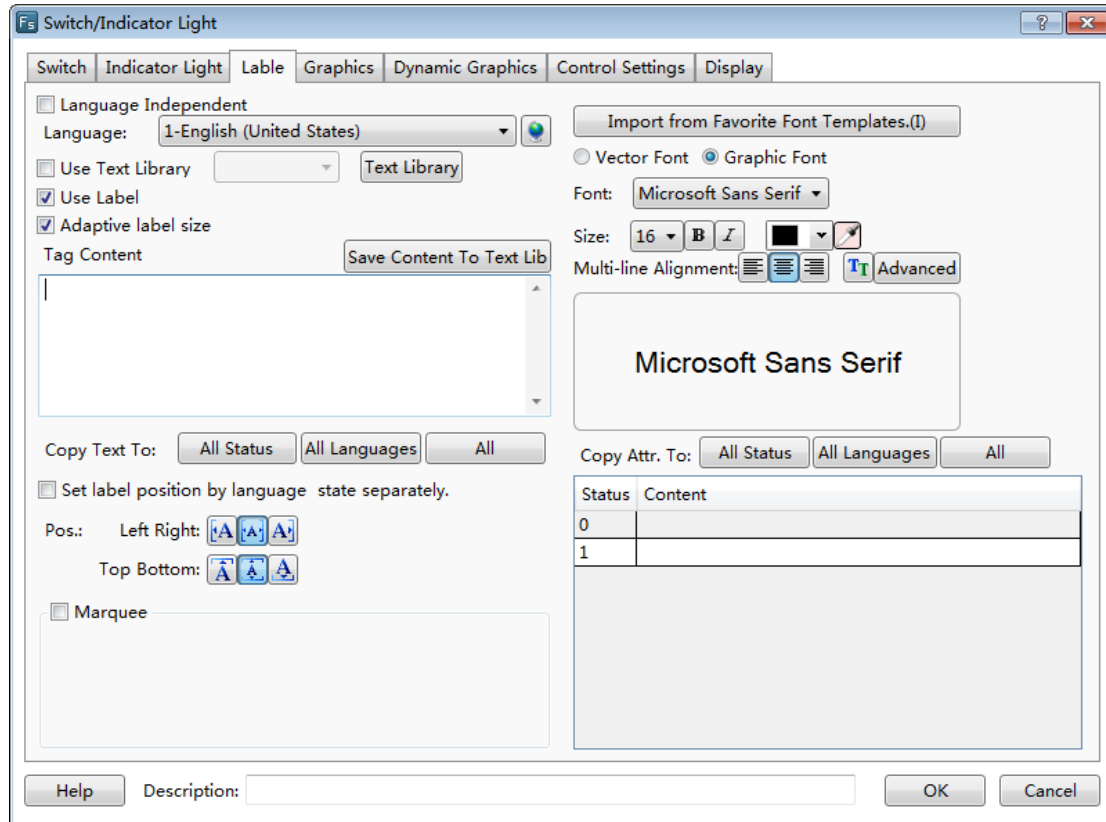 Fs Switch/Indicator Light
Switch Indicator Light Lable Graphics Dynamic Graphics Control Settings Display
Language Independent
Language: 1-English (United States)
Use Text Library Text Library
Use Label
Adaptive label size
Tag Content Save Content To Text Lib
Copy Text To: All Status All Languages All
Set label position by language state separately.
Pos.: Left Right: A A A
Top Bottom: A A A
Marquee
Import from Favorite Font Templates.(I)
Vector Font Graphic Font
Font: Microsoft Sans Serif
Size: 16 B I
Multi-line Alignment: TT Advanced
Microsoft Sans Serif
Copy Attr. To: All Status All Languages All
Status Content
0
1
Help Description: OK Cancel